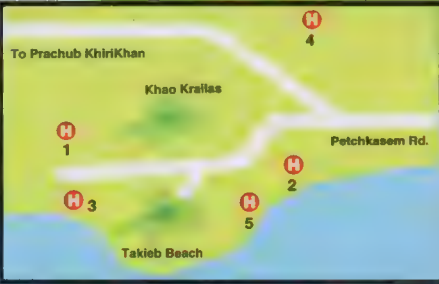 H
4
To Prachub KhiriKhan
Khao Krailas
H
1
Petchkasem Rd.
H
2
H 3
H
5
Takieb Beach